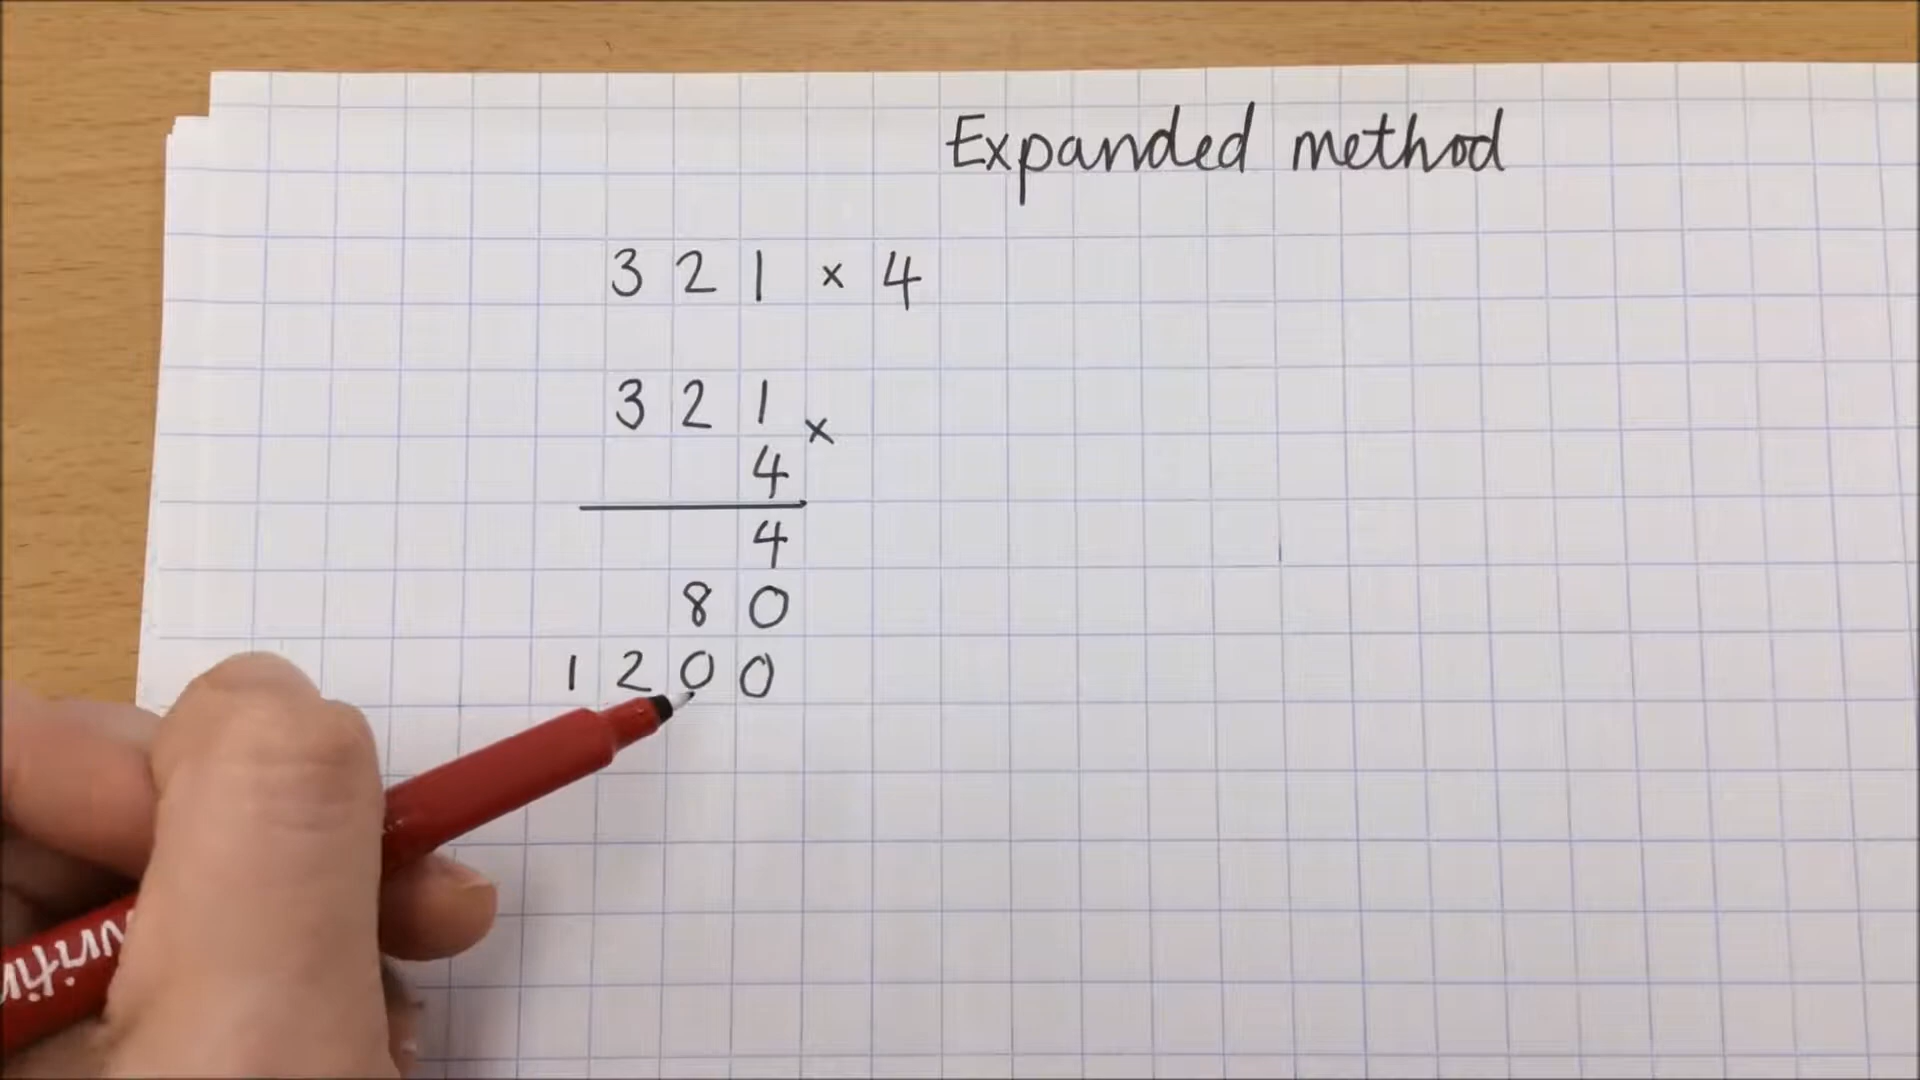 Expanded method
3 2 1 × 4
3 2 1 ×
4
4
8 0
1 2 0 0